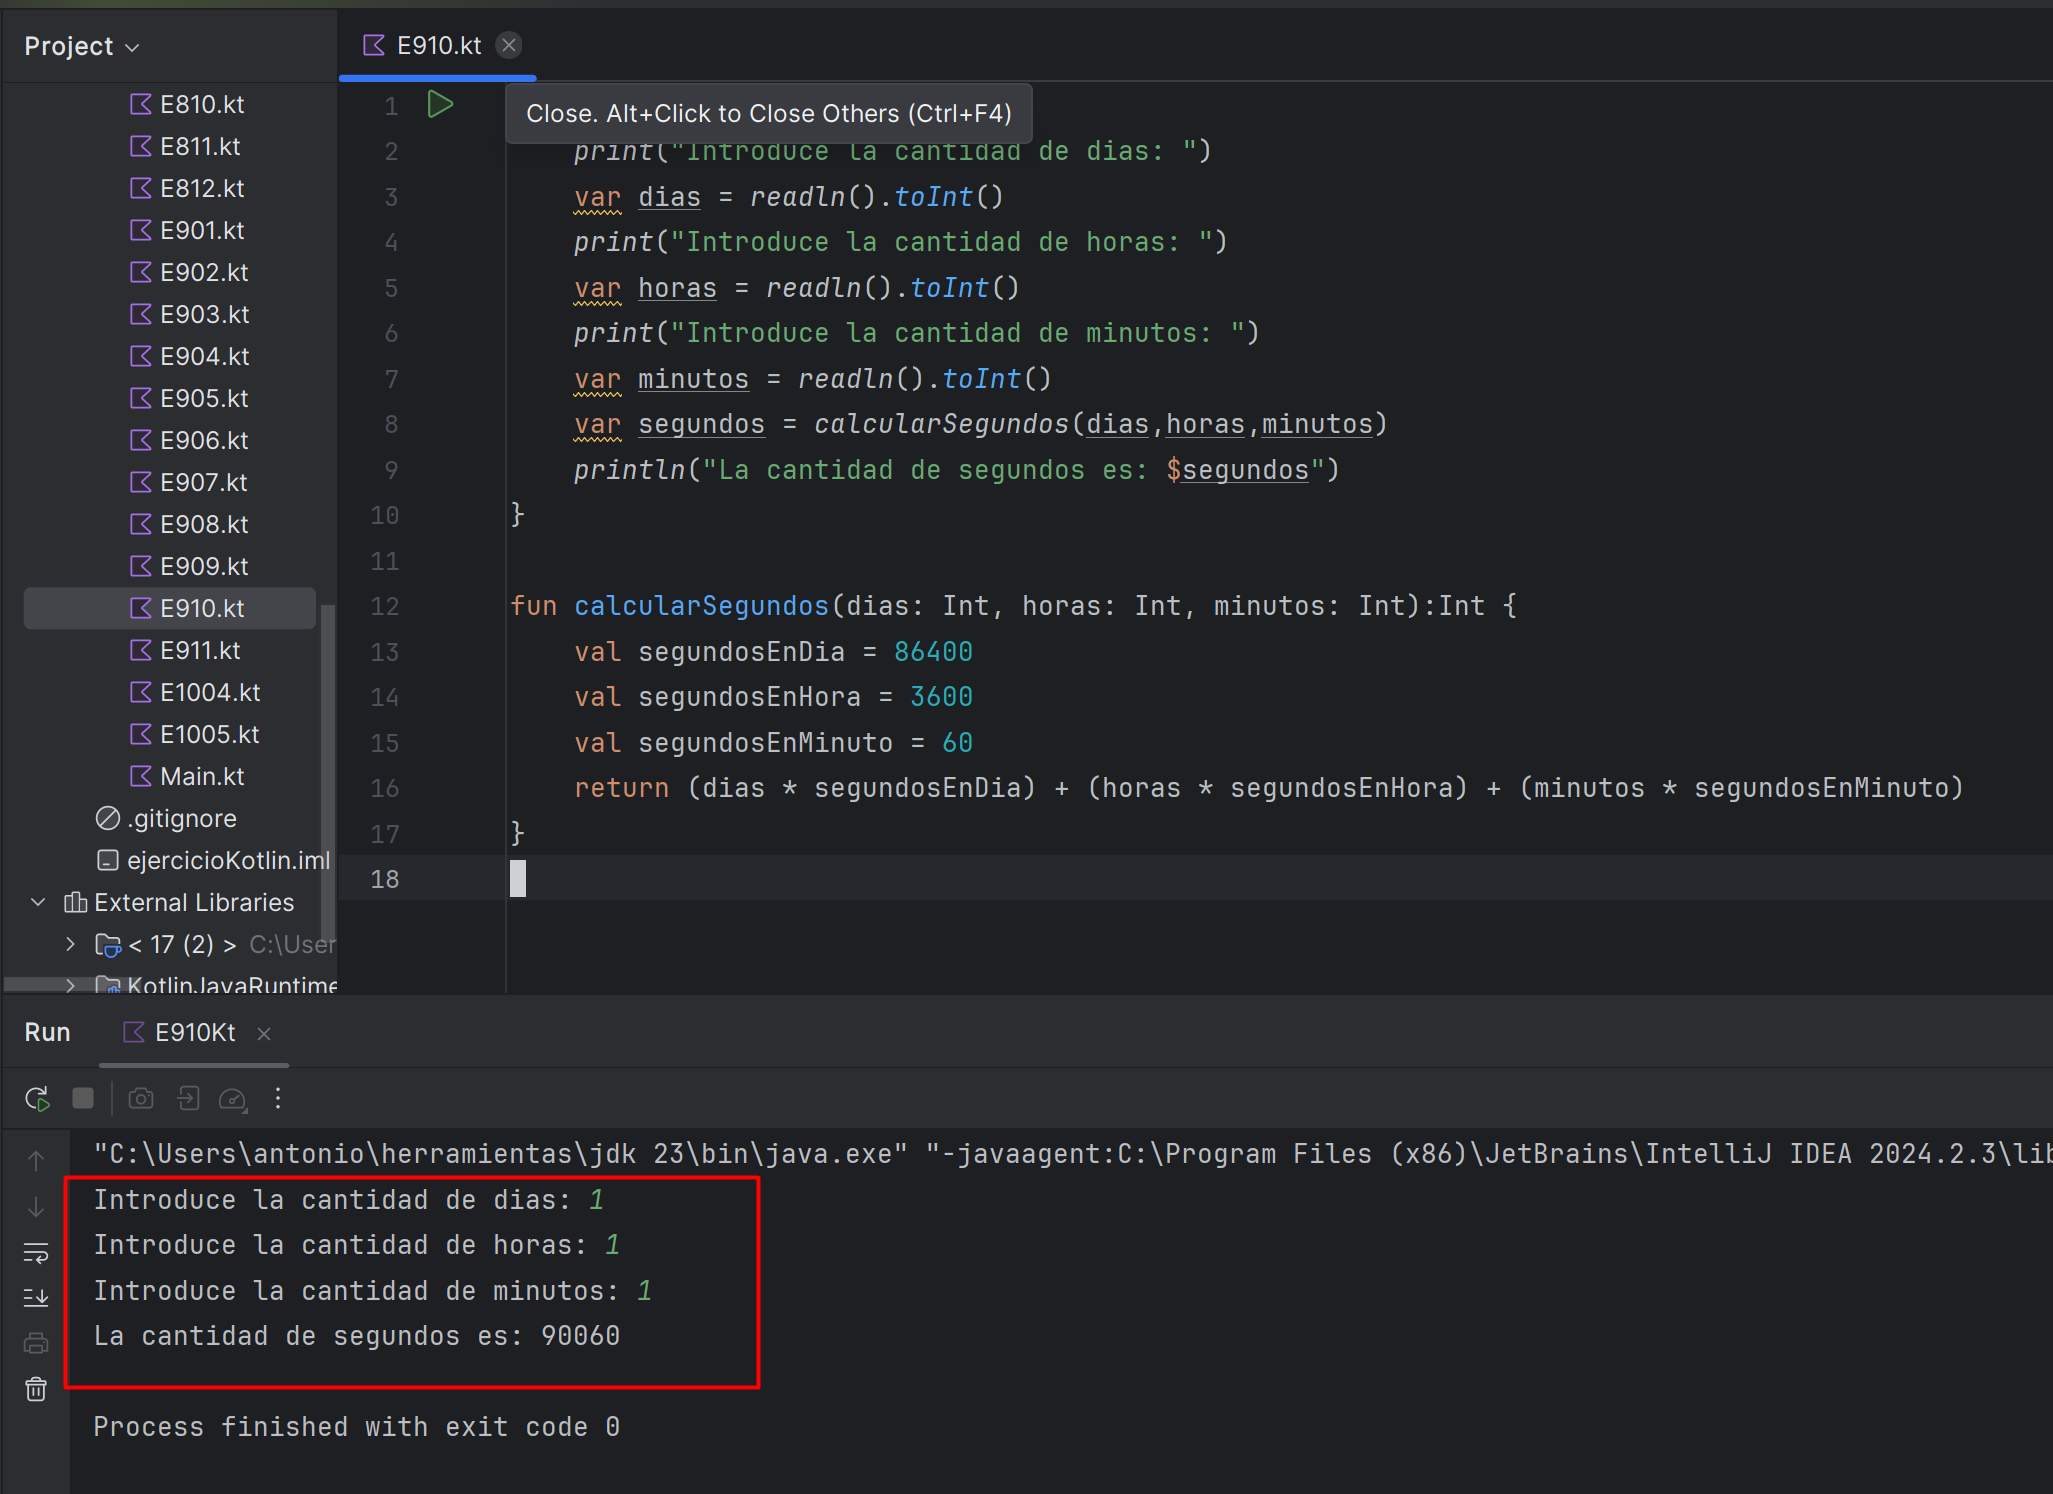 Project
E910.kt
E810.kt
E811.kt
E812.kt
E901.kt
E902.kt
E903.kt
E904.kt
E905.kt
E906.kt
E907.kt
E908.kt
E909.kt
E910.kt
E911.kt
E1004.kt
E1005.kt
Main.kt
.gitignore
ejercicioKotlin.iml
External Libraries
< 17 (2) > C:\User
KotlinJavaRuntime
Close. Alt+Click to Close Others (Ctrl+F4)
1
2 print("Introduce la cantidad de dias: ")
3 var dias = readln().toInt()
4 print("Introduce la cantidad de horas: ")
5 var horas = readln().toInt()
6 print("Introduce la cantidad de minutos: ")
7 var minutos = readln().toInt()
8 var segundos = calcularSegundos(dias,horas,minutos)
9 println("La cantidad de segundos es: $segundos")
10 }
11
12 fun calcularSegundos(dias: Int, horas: Int, minutos: Int):Int {
13 val segundosEnDia = 86400
14 val segundosEnHora = 3600
15 val segundosEnMinuto = 60
16 return (dias * segundosEnDia) + (horas * segundosEnHora) + (minutos * segundosEnMinuto)
17 }
18
Run E910Kt
"C:\Users\antonio\herramientas\jdk 23\bin\java.exe" "-javaagent:C:\Program Files (x86)\JetBrains\IntelliJ IDEA 2024.2.3\lib
Introduce la cantidad de dias: 1
Introduce la cantidad de horas: 1
Introduce la cantidad de minutos: 1
La cantidad de segundos es: 90060
Process finished with exit code 0